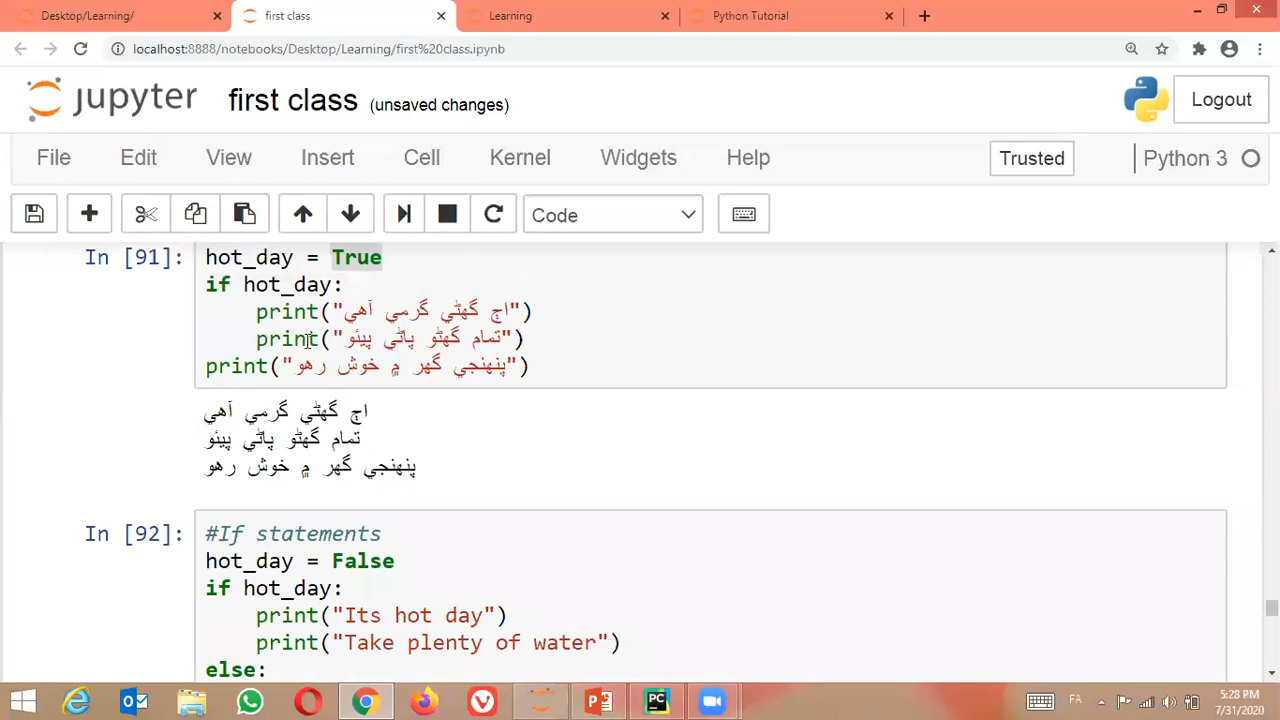 Desktop/Learning/
first class
Learning
Python Tutorial
localhost:8888/notebooks/Desktop/Learning/first%20class.ipynb
jupyter first class (unsaved changes)
Logout
File Edit View Insert Cell Kernel Widgets Help
Trusted
Python 3
Code
In [91]:
hot_day = True
if hot_day:
print("اڄ گھڻي گرمي آهي")
print("تمام گھڻو پاڻي پيئو")
print("پنهنجي گھر ۾ خوش رهو")
اڄ گھڻي گرمي آهي
تمام گھڻو پاڻي پيئو
پنهنجي گھر ۾ خوش رهو
In [92]:
#If statements
hot_day = False
if hot_day:
print("Its hot day")
print("Take plenty of water")
else:
FA
5:28 PM
7/31/2020